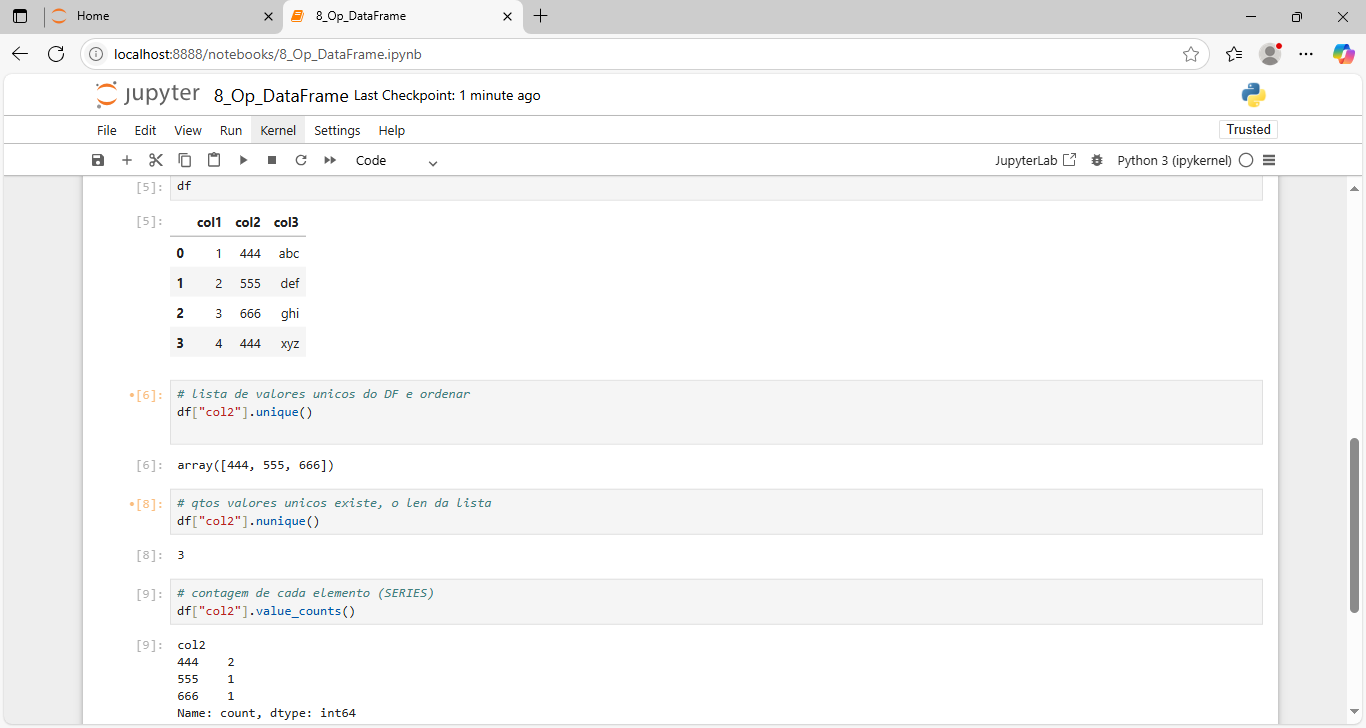 Home
8_Op_DataFrame
localhost:8888/notebooks/8_Op_DataFrame.ipynb
jupyter 8_Op_DataFrame Last Checkpoint: 1 minute ago
File Edit View Run Kernel Settings Help
Trusted
Code
JupyterLab
Python 3 (ipykernel)
[5]: df
[5]:
col1 col2 col3
0 1 444 abc
1 2 555 def
2 3 666 ghi
3 4 444 xyz
•[6]: # lista de valores unicos do DF e ordenar
df["col2"].unique()
[6]: array([444, 555, 666])
•[8]: # qtos valores unicos existe, o len da lista
df["col2"].nunique()
[8]: 3
[9]: # contagem de cada elemento (SERIES)
df["col2"].value_counts()
[9]: col2
444 2
555 1
666 1
Name: count, dtype: int64